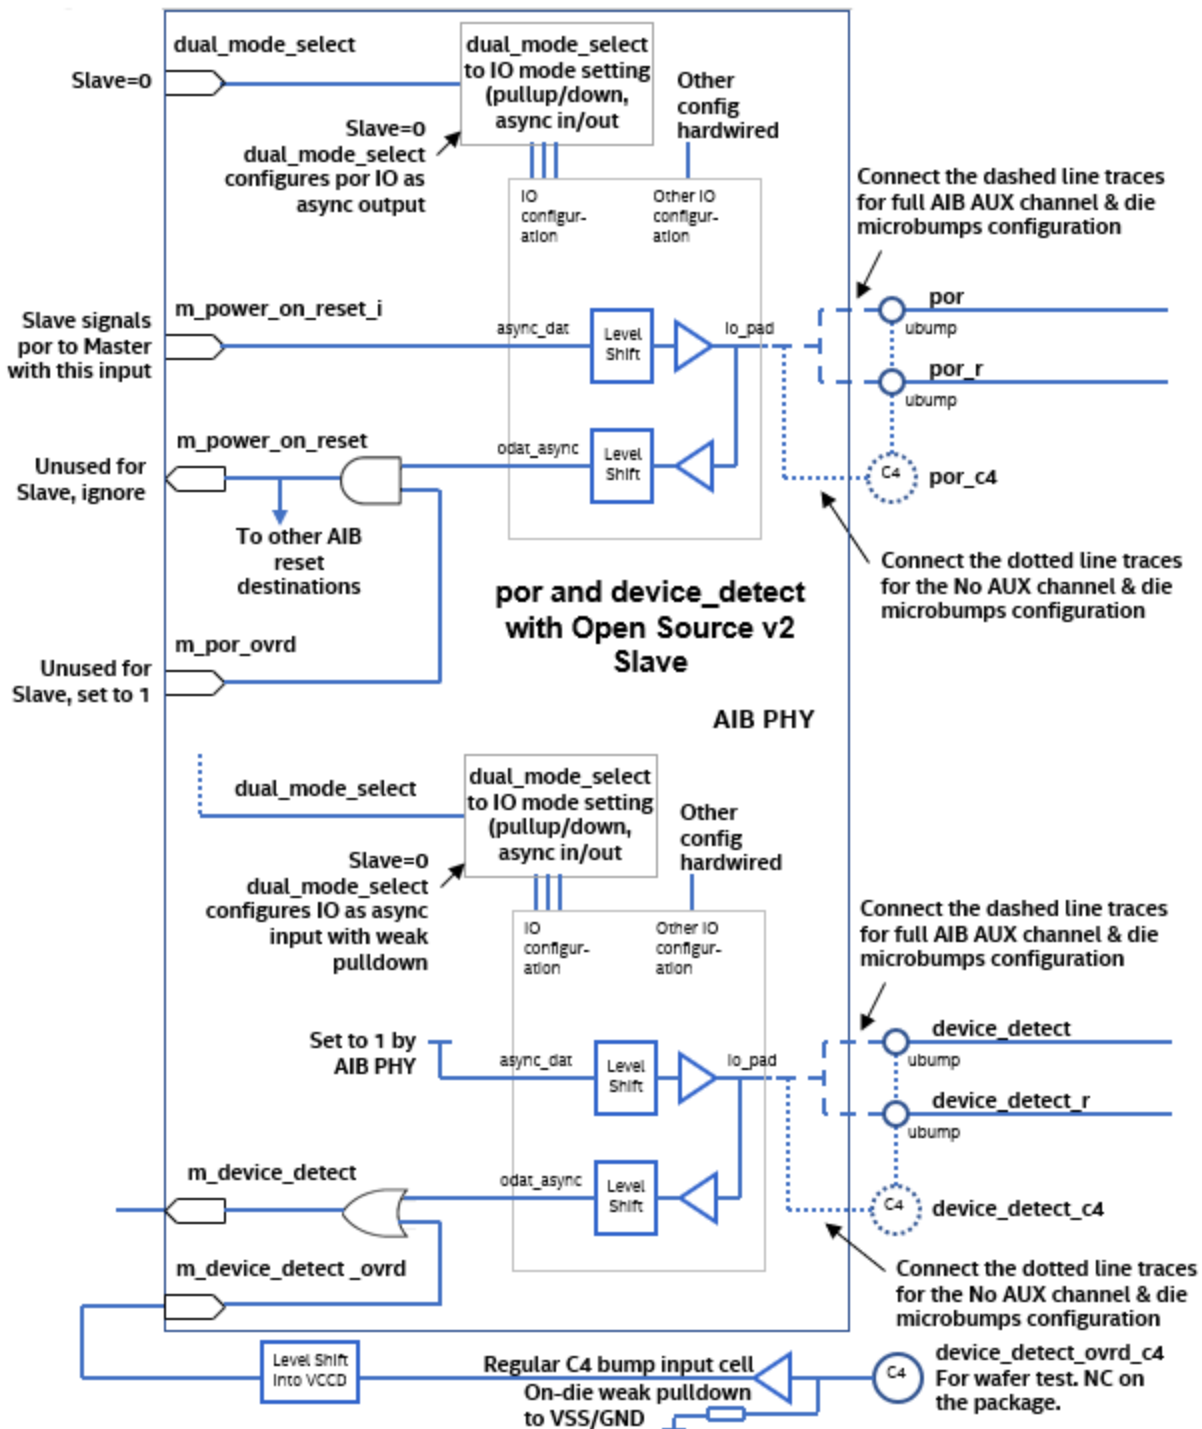 dual_mode_select
Slave=0
dual_mode_select
to IO mode setting
(pullup/down,
async in/out
Other
config
hardwired
Slave=0
dual_mode_select
configures por IO as
async output
IO
configur-
ation
Other IO
configur-
ation
Connect the dashed line traces
for full AIB AUX channel & die
microbumps configuration
m_power_on_reset_i
Slave signals
por to Master
with this input
async_dat
Level
Shift
Io_pad
por
ubump
por_r
ubump
m_power_on_reset
Unused for
Slave, ignore
odat_async
Level
Shift
C4
por_c4
To other AIB
reset
destinations
Connect the dotted line traces
for the No AUX channel & die
microbumps configuration
por and device_detect
with Open Source v2
Slave
m_por_ovrd
Unused for
Slave, set to 1
AIB PHY
dual_mode_select
dual_mode_select
to IO mode setting
(pullup/down,
async in/out
Other
config
hardwired
Slave=0
dual_mode_select
configures IO as async
input with weak
pulldown
IO
configur-
ation
Other IO
configur-
ation
Connect the dashed line traces
for full AIB AUX channel & die
microbumps configuration
Set to 1 by
AIB PHY
async_dat
Level
Shift
Io_pad
device_detect
ubump
device_detect_r
ubump
m_device_detect
odat_async
Level
Shift
C4
device_detect_c4
m_device_detect _ovrd
Connect the dotted line traces
for the No AUX channel & die
microbumps configuration
Level Shift
Into VCCD
Regular C4 bump input cell
On-die weak pulldown
to VSS/GND
C4
device_detect_ovrd_c4
For wafer test. NC on
the package.